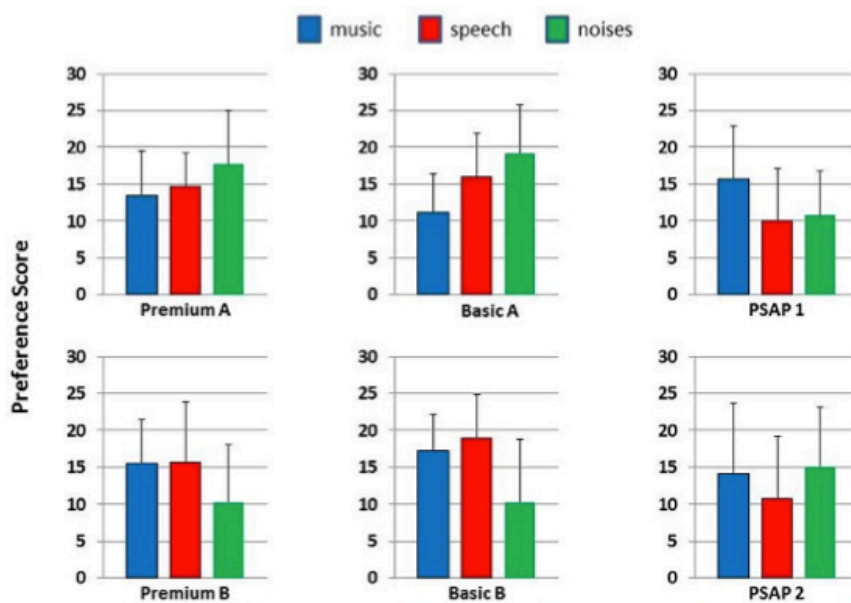 music speech noises
30 30 30
25 25 25
20 20 20
15 15 15
10 10 10
5 5 5
0 0 0
Premium A Basic A PSAP 1
Preference Score
30 30 30
25 25 25
20 20 20
15 15 15
10 10 10
5 5 5
0 0 0
Premium B Basic B PSAP 2